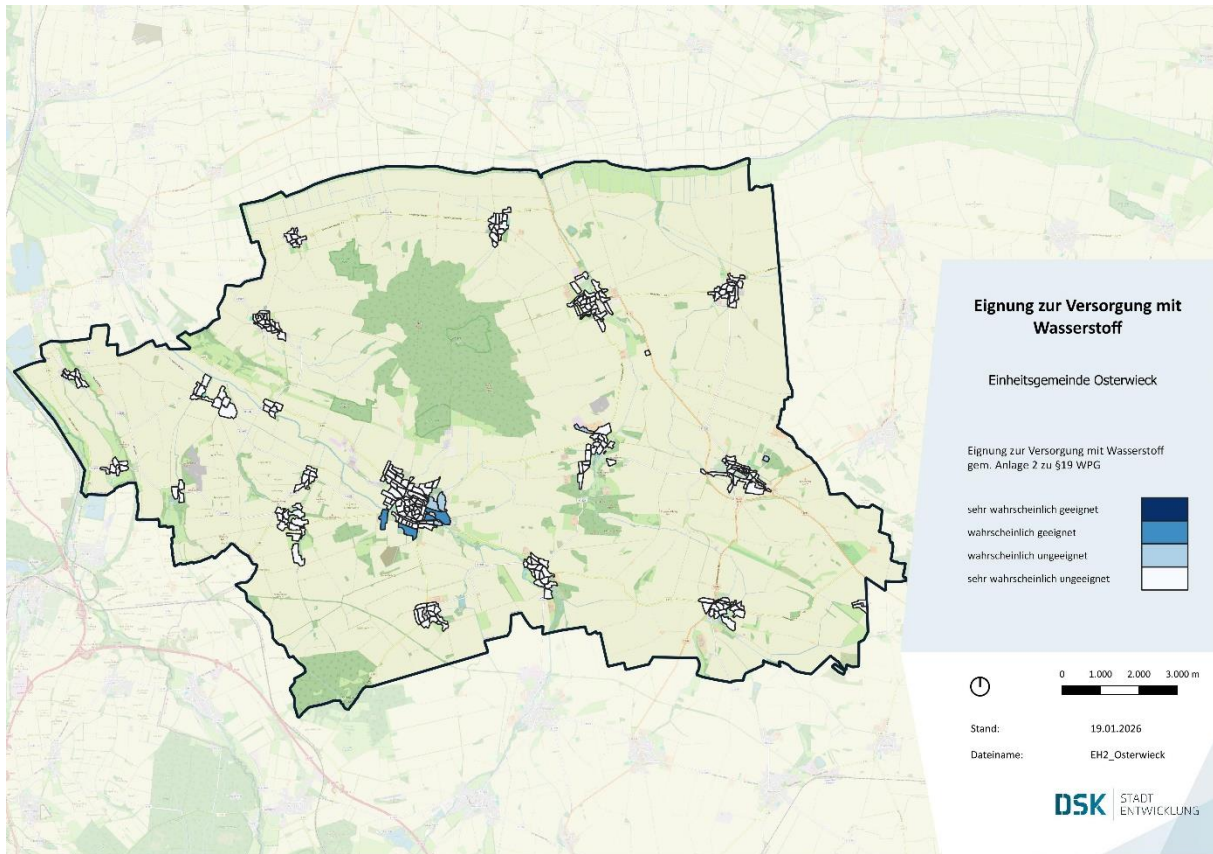 Eignung zur Versorgung mit
Wasserstoff
Einheitsgemeinde Osterwieck
Eignung zur Versorgung mit Wasserstoff
gem. Anlage 2 zu §19 WPG
sehr wahrscheinlich geeignet
wahrscheinlich geeignet
wahrscheinlich ungeeignet
sehr wahrscheinlich ungeeignet
0 1.000 2.000 3.000 m
Stand: 19.01.2026
Dateiname: EH2_Osterwieck
DSK STADT
ENTWICKLUNG